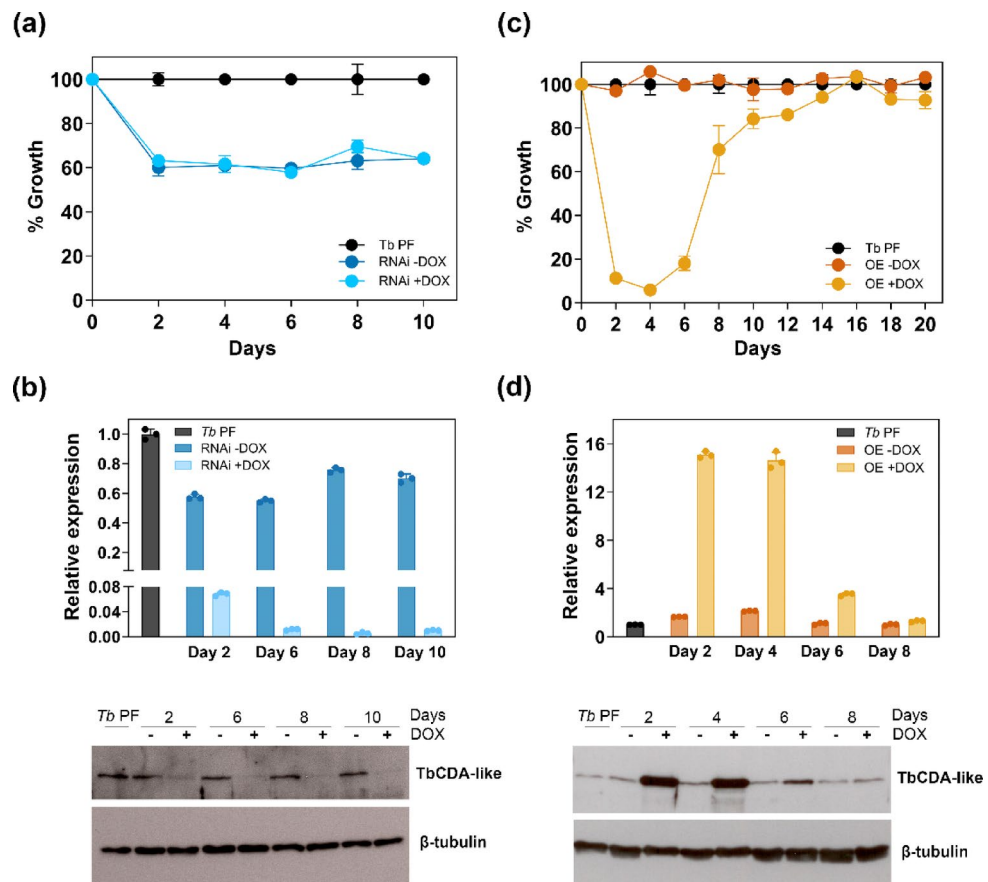 (a)
% Growth
100
80
60
40
20
0
0 2 4 6 8 10
Days
Tb PF
RNAi -DOX
RNAi +DOX
(c)
% Growth
100
80
60
40
20
0
0 2 4 6 8 10 12 14 16 18 20
Days
Tb PF
OE -DOX
OE +DOX
(b)
Relative expression
1.0
0.8
0.6
0.4
0.2
0.08
0.04
0.00
Tb PF
RNAi -DOX
RNAi +DOX
Day 2 Day 6 Day 8 Day 10
Tb PF 2 6 8 10 Days
- + - + - + - + DOX
TbCDA-like
β-tubulin
(d)
Relative expression
16
12
8
4
0
Tb PF
OE -DOX
OE +DOX
Day 2 Day 4 Day 6 Day 8
Tb PF 2 4 6 8 Days
- + - + - + - + DOX
TbCDA-like
β-tubulin